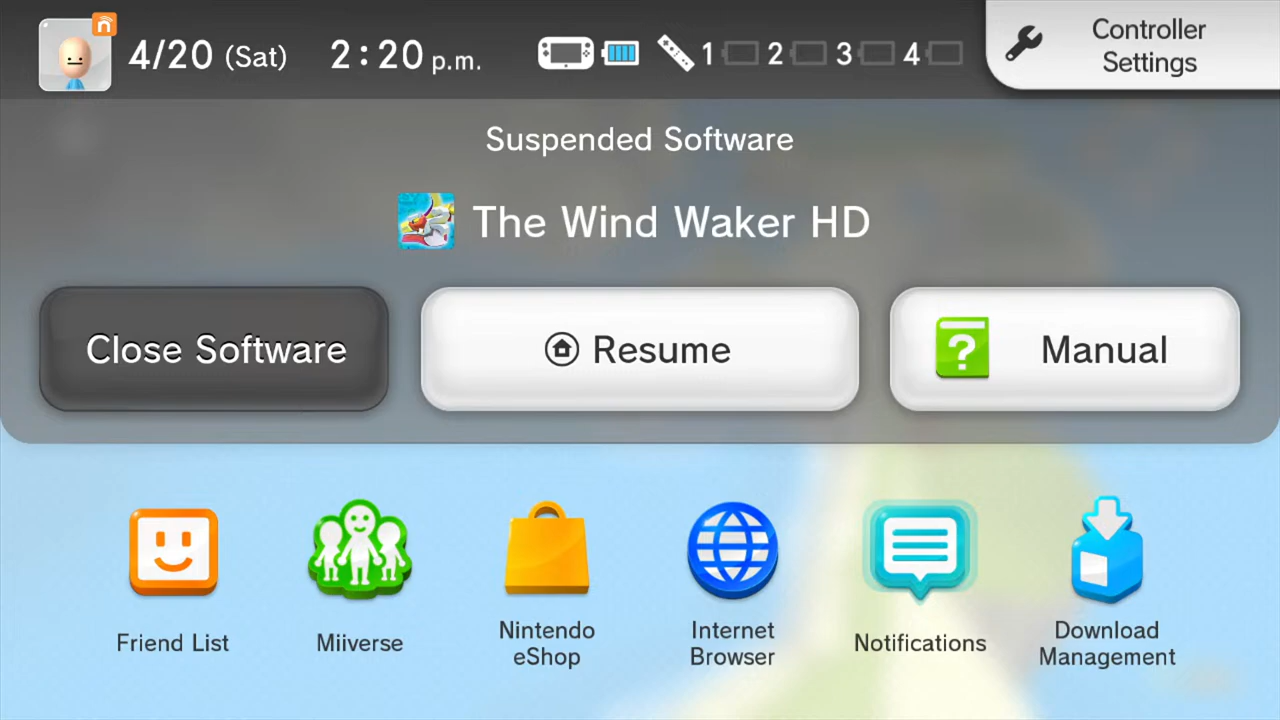 4/20 (Sat) 2:20 p.m. 1 2 3 4
Controller
Settings
Suspended Software
The Wind Waker HD
Close Software
Resume
? Manual
Friend List
Miiverse
Nintendo
eShop
Internet
Browser
Notifications
Download
Management